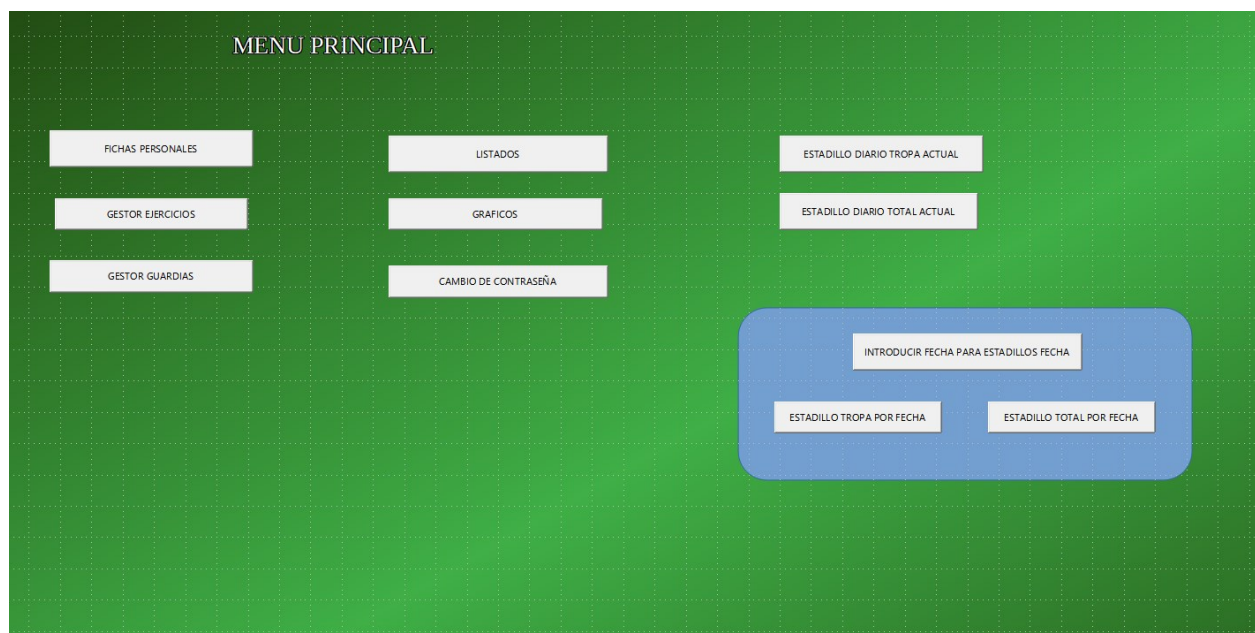 MENU PRINCIPAL
FICHAS PERSONALES
LISTADOS
ESTADILLO DIARIO TROPA ACTUAL
GESTOR EJERCICIOS
GRAFICOS
ESTADILLO DIARIO TOTAL ACTUAL
GESTOR GUARDIAS
CAMBIO DE CONTRASEÑA
INTRODUCIR FECHA PARA ESTADILLOS FECHA
ESTADILLO TROPA POR FECHA
ESTADILLO TOTAL POR FECHA